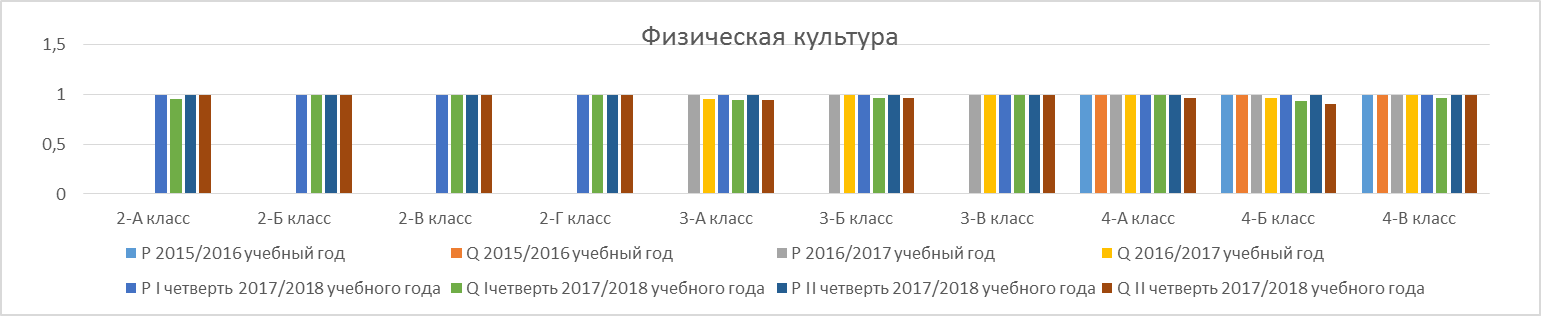 Физическая культура
1,5
1
0,5
0
2-А класс 2-Б класс 2-В класс 2-Г класс 3-А класс 3-Б класс 3-В класс 4-А класс 4-Б класс 4-В класс
P 2015/2016 учебный год Q 2015/2016 учебный год P 2016/2017 учебный год Q 2016/2017 учебный год
P I четверть 2017/2018 учебного года Q Iчетверть 2017/2018 учебного года P II четверть 2017/2018 учебного года Q II четверть 2017/2018 учебного года